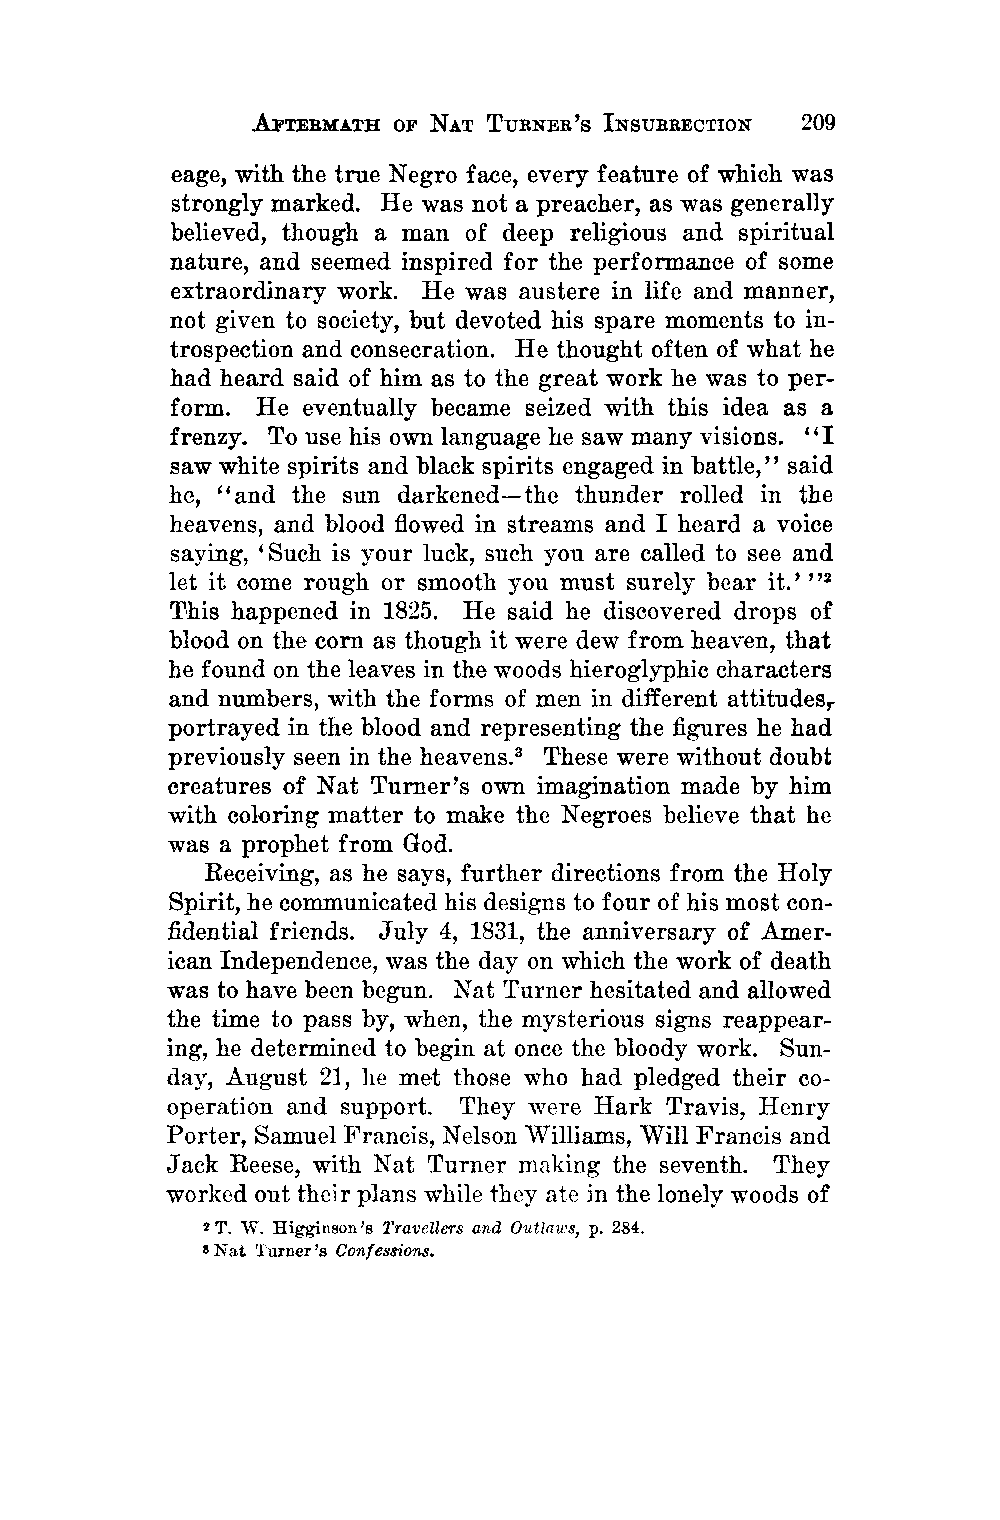 AFTERMATH OF NAT TURNER'S INSURRECTION 209
eage, with the true Negro face, every feature of which was
strongly marked. He was not a preacher, as was generally
believed, though a man of deep religious and spiritual
nature, and seemed inspired for the performance of some
extraordinary work. He was austere in life and manner,
not given to society, but devoted his spare moments to in-
trospection and consecration. He thought often of what he
had heard said of him as to the great work he was to per-
form. He eventually became seized with this idea as a
frenzy. To use his own language he saw many visions. "I
saw white spirits and black spirits engaged in battle," said
he, "and the sun darkened—the thunder rolled in the
heavens, and blood flowed in streams and I heard a voice
saying, 'Such is your luck, such you are called to see and
let it come rough or smooth you must surely bear it.' "²
This happened in 1825. He said he discovered drops of
blood on the corn as though it were dew from heaven, that
he found on the leaves in the woods hieroglyphic characters
and numbers, with the forms of men in different attitudes,
portrayed in the blood and representing the figures he had
previously seen in the heavens.³ These were without doubt
creatures of Nat Turner's own imagination made by him
with coloring matter to make the Negroes believe that he
was a prophet from God.
Receiving, as he says, further directions from the Holy
Spirit, he communicated his designs to four of his most con-
fidential friends. July 4, 1831, the anniversary of Amer-
ican Independence, was the day on which the work of death
was to have been begun. Nat Turner hesitated and allowed
the time to pass by, when, the mysterious signs reappear-
ing, he determined to begin at once the bloody work. Sun-
day, August 21, he met those who had pledged their co-
operation and support. They were Hark Travis, Henry
Porter, Samuel Francis, Nelson Williams, Will Francis and
Jack Reese, with Nat Turner making the seventh. They
worked out their plans while they ate in the lonely woods of
² T. W. Higginson's Travellers and Outlaws, p. 284.
³ Nat Turner's Confessions.